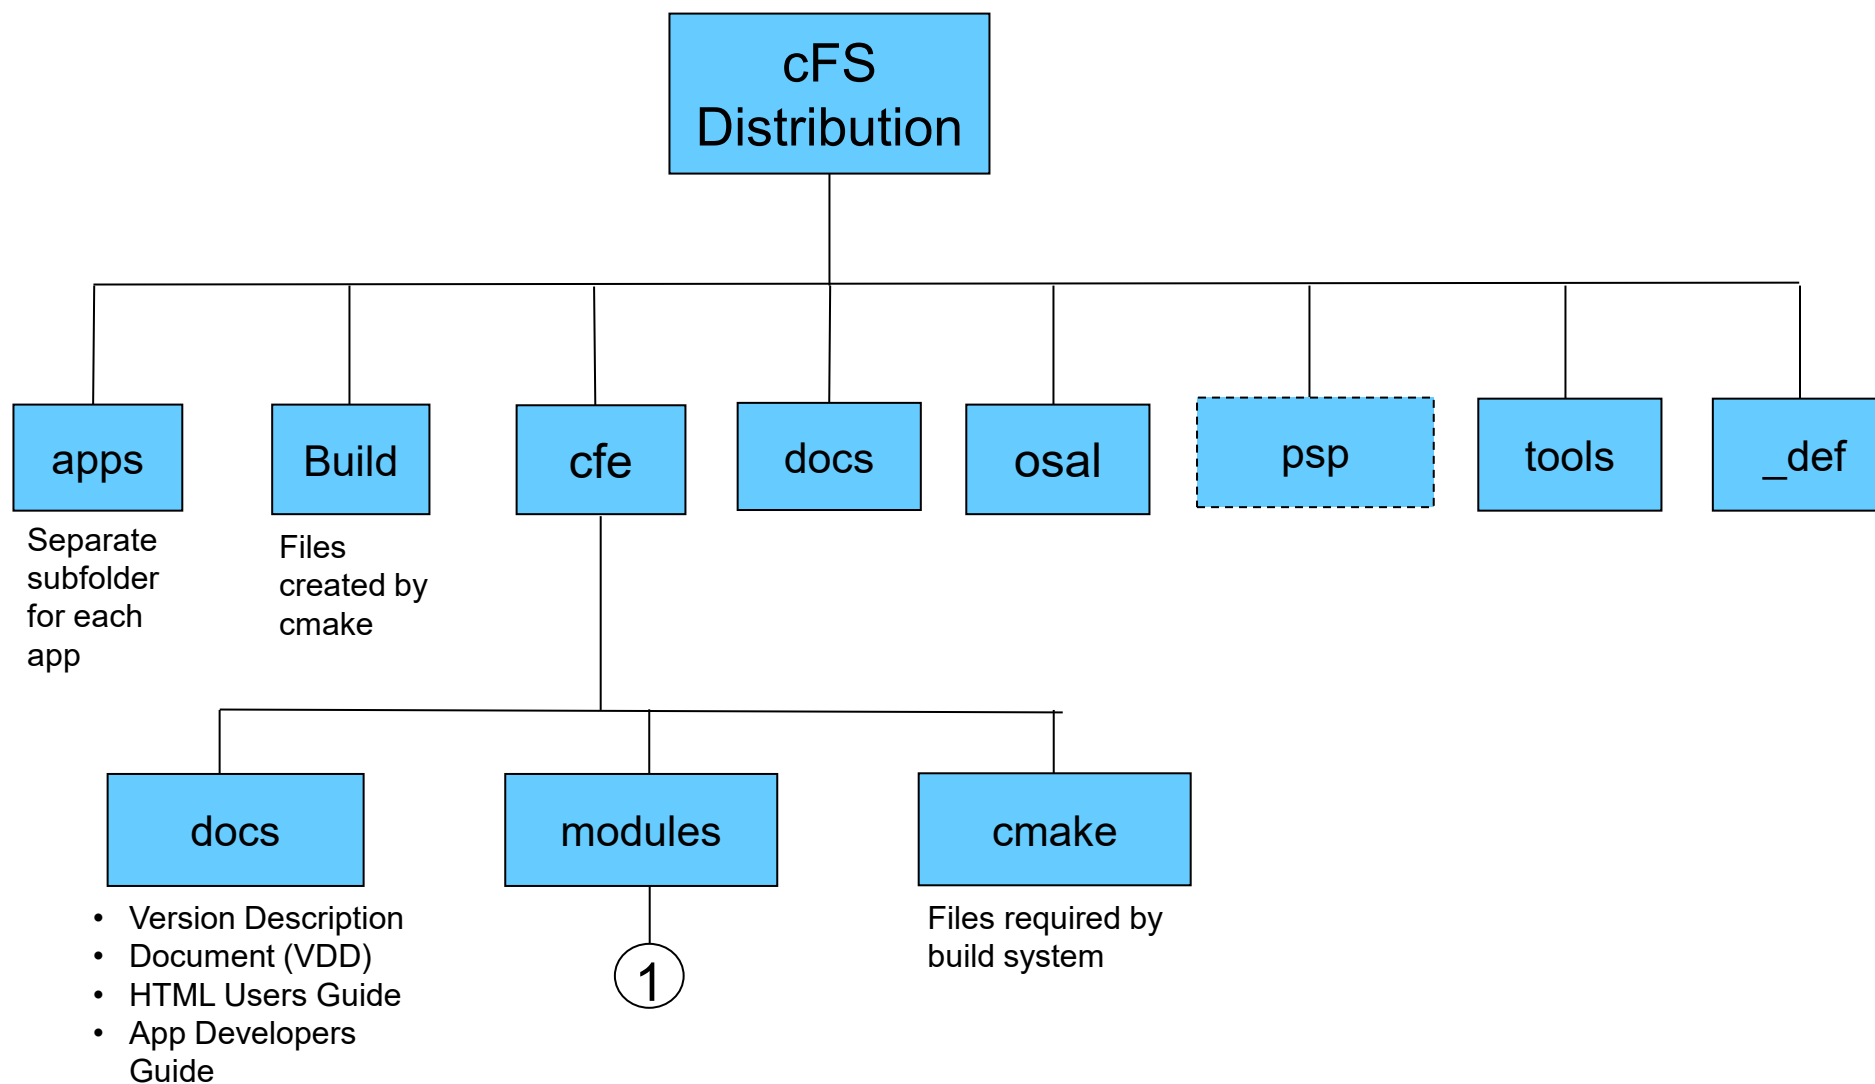 cFS
Distribution
apps
Build
cfe
docs
osal
psp
tools
_def
Separate
subfolder
for each
app
Files
created by
cmake
docs
modules
cmake
• Version Description
• Document (VDD)
• HTML Users Guide
• App Developers
Guide
1
Files required by
build system